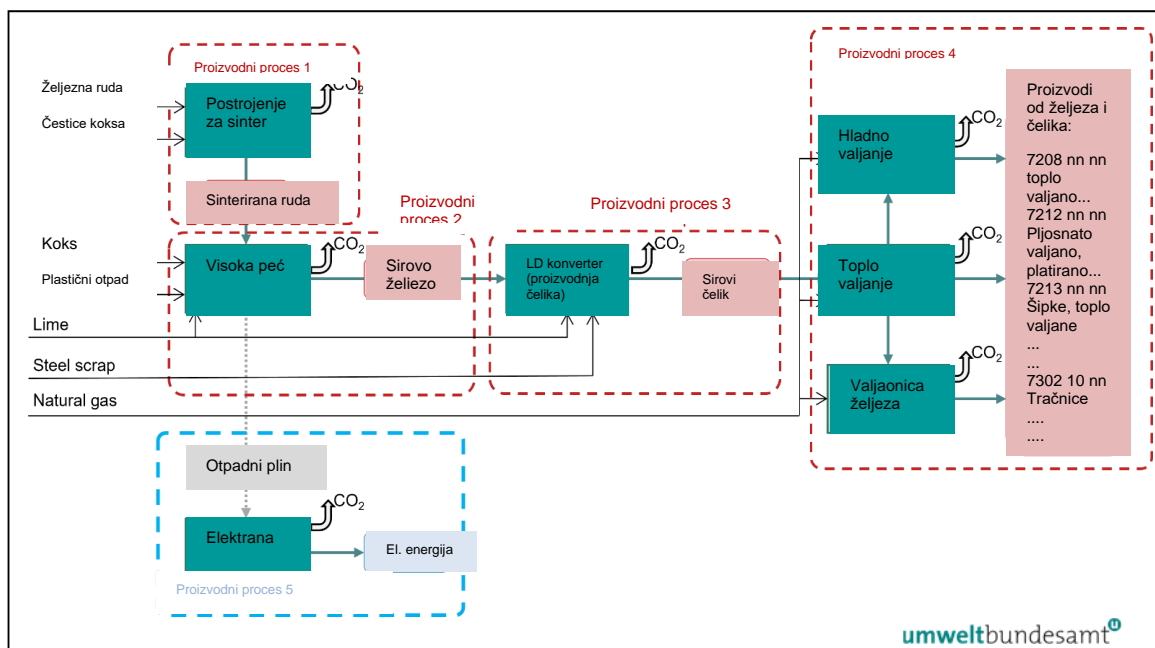 Proizvodni proces 1
Željezna ruda
Čestice koksa
Postrojenje
za sinter
CO2
Sinterirana ruda
Proizvodni
proces 2
Koks
Plastični otpad
Visoka peć
CO2
Sirovo
želiezo
Proizvodni proces 3
LD konverter
(proizvodnja
čelika)
CO2
Sirovi
čelik
Lime
Steel scrap
Natural gas
Proizvodni proces 4
Hladno
valjanje
CO2
Toplo
valjanje
CO2
Valjaonica
željeza
CO2
Proizvodi
od željeza i
čelika:
7208 nn nn
toplo
valjano...
7212 nn nn
Pljosnato
valjano,
platirano...
7213 nn nn
Šipke, toplo
valjane
...
...
7302 10 nn
Tračnice
....
....
Otpadni plin
Elektrana
CO2
El. energija
Proizvodni proces 5
umweltbundesamt u